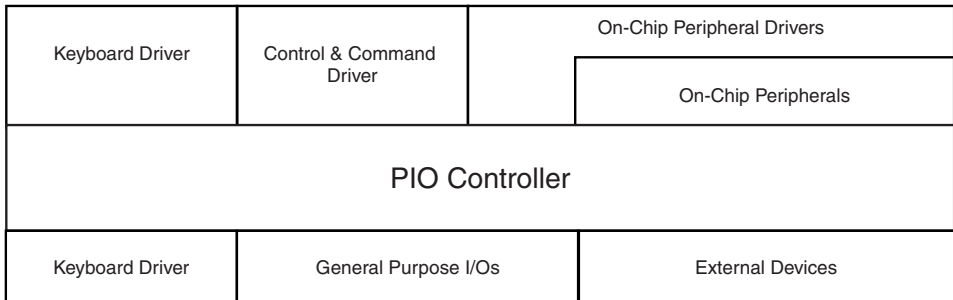 Keyboard Driver
Control & Command
Driver
On-Chip Peripheral Drivers
On-Chip Peripherals
PIO Controller
Keyboard Driver
General Purpose I/Os
External Devices